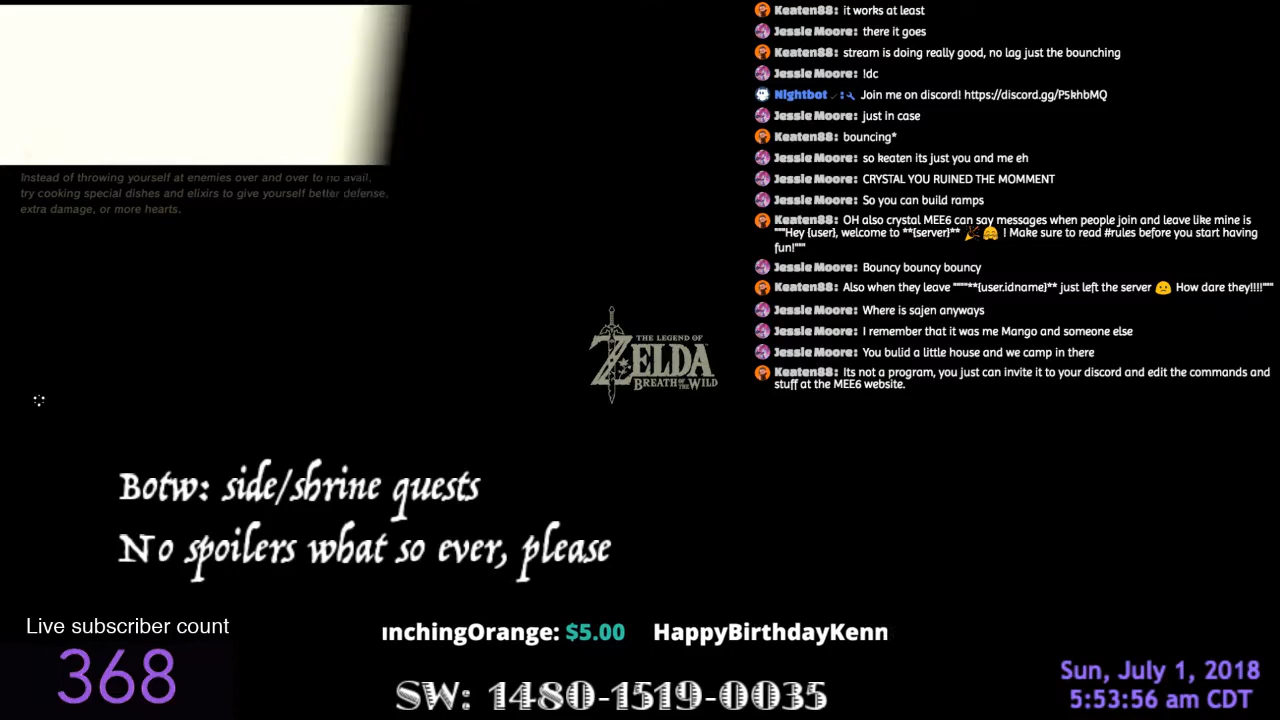 Instead of throwing yourself at enemies over and over to no avail,
try cooking special dishes and elixirs to give yourself better defense,
extra damage, or more hearts.
THE LEGEND OF
ZELDA
BREATH OF THE WILD
Keaten88: it works at least
Jessie Moore: there it goes
Keaten88: stream is doing really good, no lag just the bounching
Jessie Moore: !dc
Nightbot : Join me on discord! https://discord.gg/P5khbMQ
Jessie Moore: just in case
Keaten88: bouncing*
Jessie Moore: so keaten its just you and me eh
Jessie Moore: CRYSTAL YOU RUINED THE MOMMENT
Jessie Moore: So you can build ramps
Keaten88: OH also crystal MEE6 can say messages when people join and leave like mine is
"""Hey {user}, welcome to **{server}** 🎉🤗 ! Make sure to read #rules before you start having
fun!"""
Jessie Moore: Bouncy bouncy bouncy
Keaten88: Also when they leave """"**{user.idname}** just left the server 🙁 How dare they!!!!"""
Jessie Moore: Where is sajen anyways
Jessie Moore: I remember that it was me Mango and someone else
Jessie Moore: You bulid a little house and we camp in there
Keaten88: Its not a program, you just can invite it to your discord and edit the commands and
stuff at the MEE6 website.
Botw: side/shrine quests
No spoilers what so ever, please
Live subscriber count
368
nchingOrange: $5.00 HappyBirthdayKenn
SW: 1480-1519-0035
Sun, July 1, 2018
5:53:56 am CDT